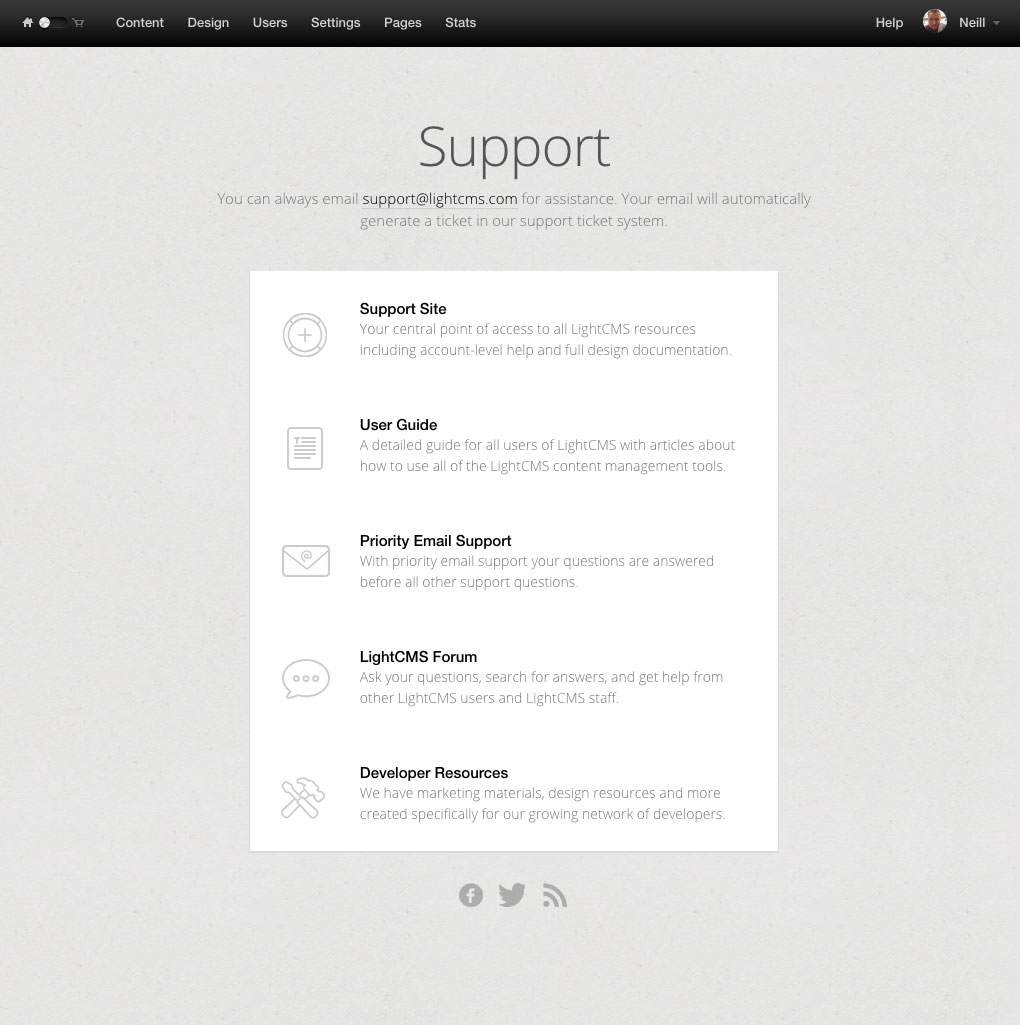 Content Design Users Settings Pages Stats Help Neill
Support
You can always email support@lightcms.com for assistance. Your email will automatically
generate a ticket in our support ticket system.
Support Site
Your central point of access to all LightCMS resources
including account-level help and full design documentation.
User Guide
A detailed guide for all users of LightCMS with articles about
how to use all of the LightCMS content management tools.
Priority Email Support
With priority email support your questions are answered
before all other support questions.
LightCMS Forum
Ask your questions, search for answers, and get help from
other LightCMS users and LightCMS staff.
Developer Resources
We have marketing materials, design resources and more
created specifically for our growing network of developers.